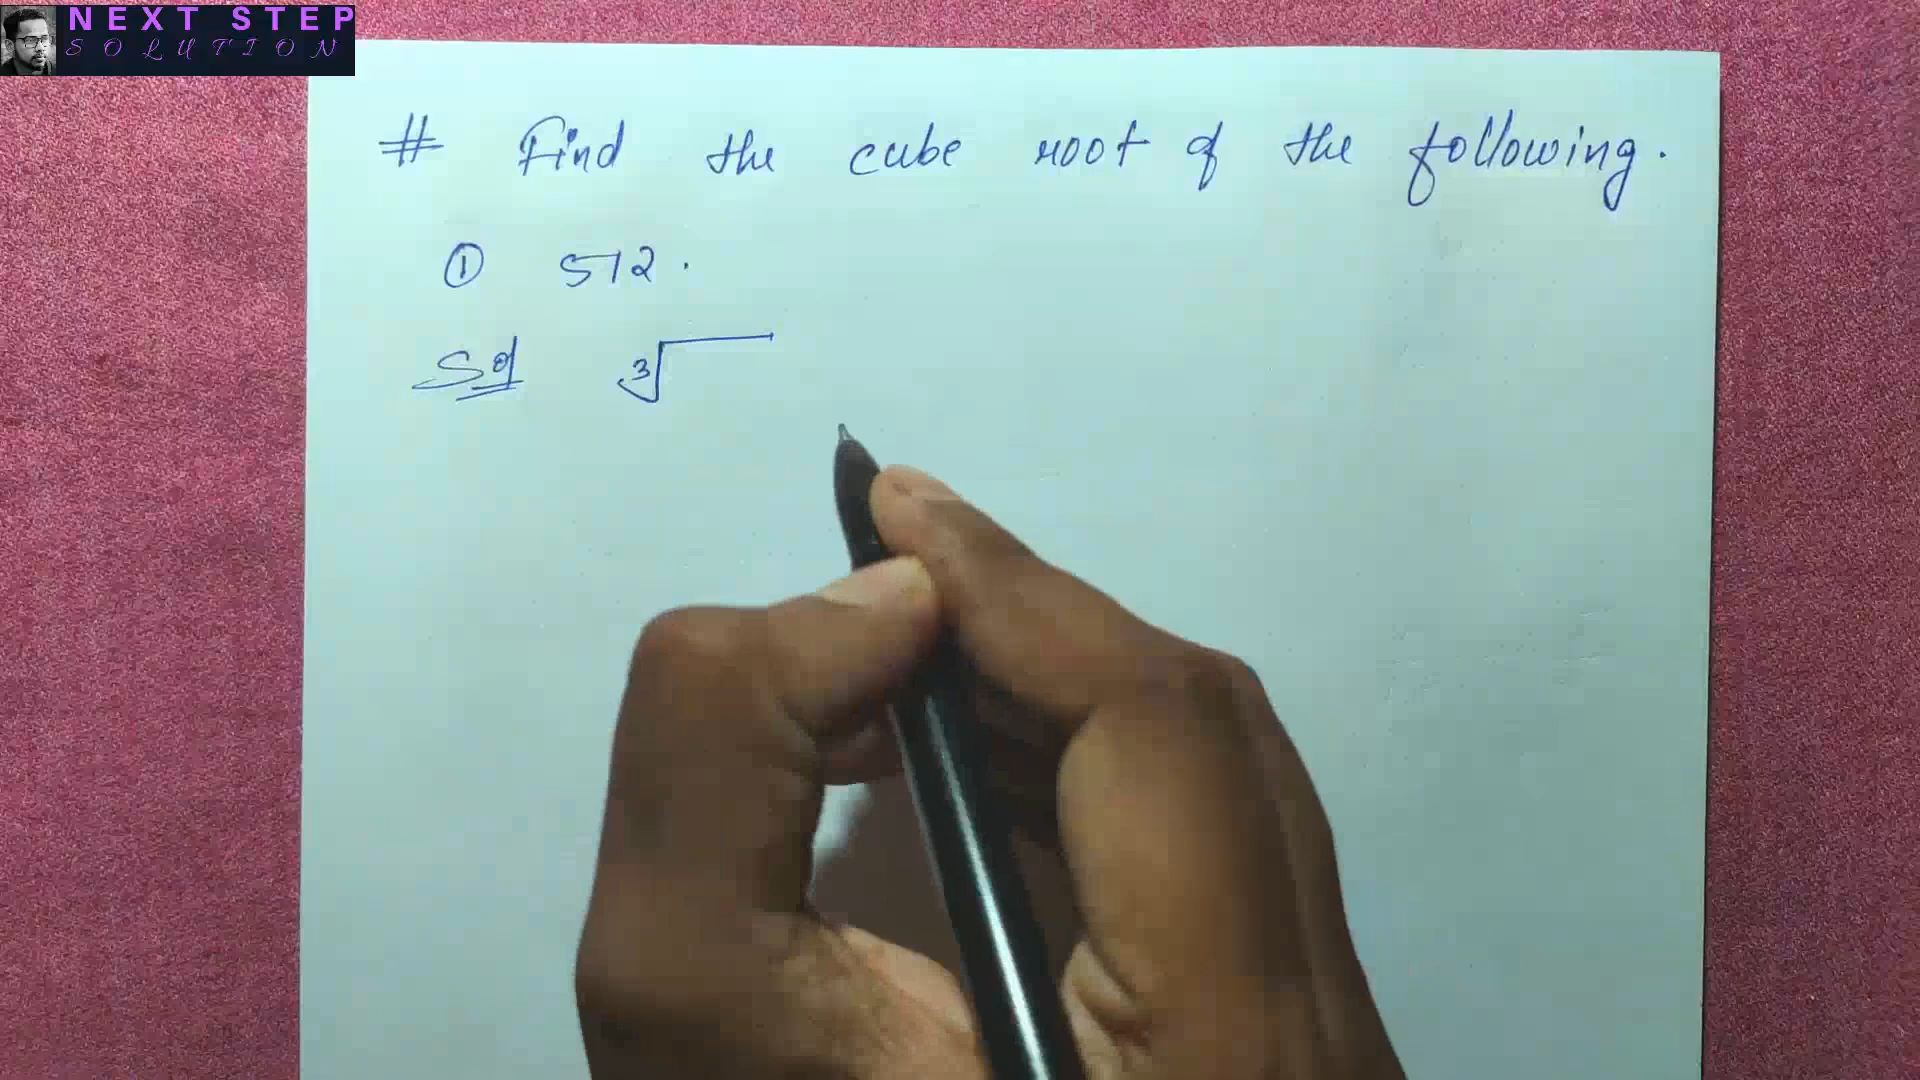 NEXT STEP
SOLUTION
# Find the cube root of the following.
① 512.
Sol ∛